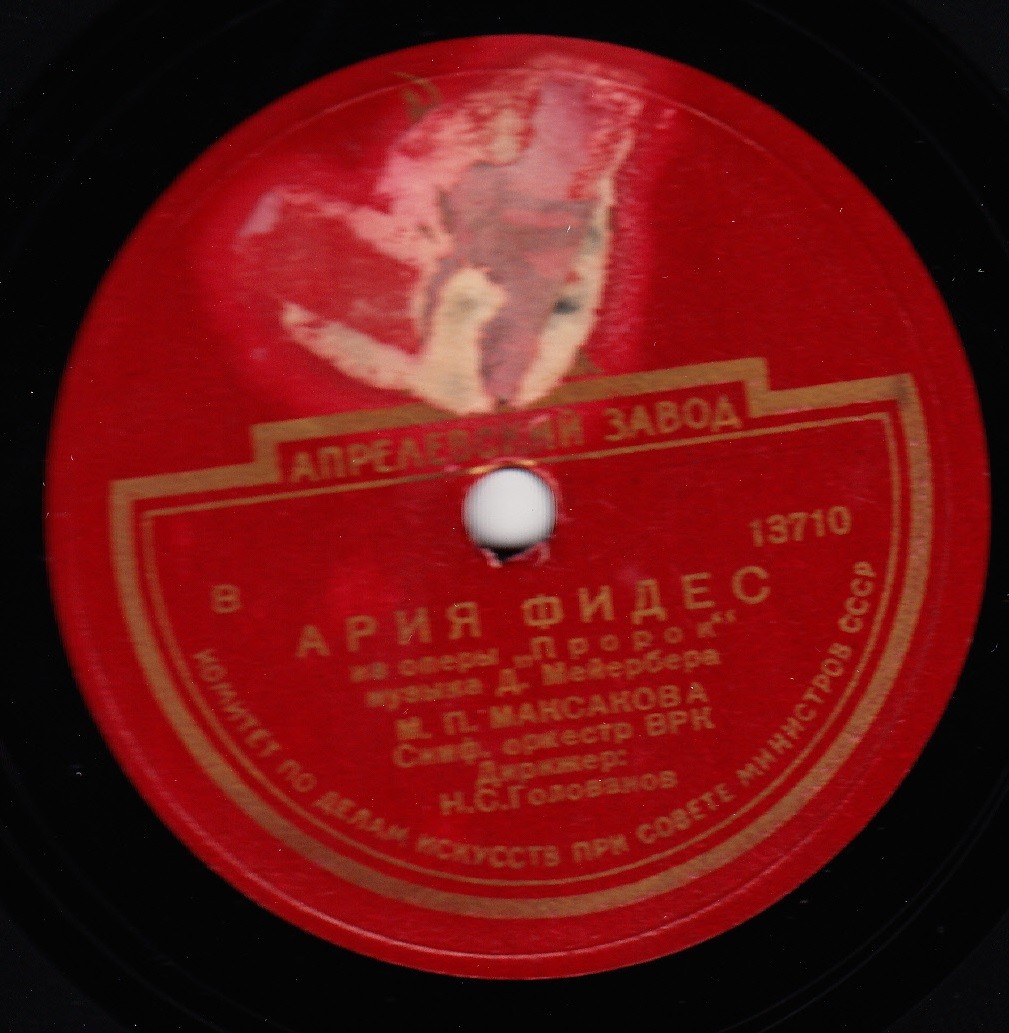 АПРЕЛЕВСКИЙ ЗАВОД
13710
В
АРИЯ ФИДЕС
из оперы „Пророк“
музыка Д. Мейербера
М. П. МАКСАКОВА
Симф. оркестр ВРК
Дирижер:
Н.С.Голованов
КОМИТЕТ ПО ДЕЛАМ ИСКУССТВ ПРИ СОВЕТЕ МИНИСТРОВ СССР